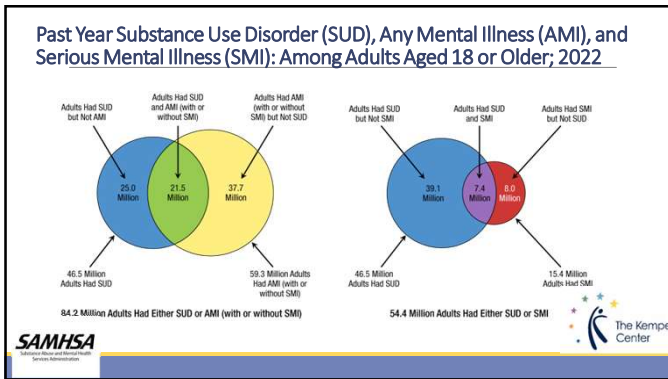 Past Year Substance Use Disorder (SUD), Any Mental Illness (AMI), and
Serious Mental Illness (SMI): Among Adults Aged 18 or Older; 2022
Adults Had SUD
but Not AMI
Adults Had SUD
and AMI (with or
without SMI)
Adults Had AMI
(with or without
SMI) but Not SUD
25.0
Million
21.5
Million
37.7
Million
46.5 Million
Adults Had SUD
59.3 Million Adults
Had AMI (with or
without SMI)
84.2 Million Adults Had Either SUD or AMI (with or without SMI)
Adults Had SUD
but Not SMI
Adults Had SUD
and SMI
Adults Had SMI
but Not SUD
39.1
Million
7.4
Million
8.0
Million
46.5 Million
Adults Had SUD
15.4 Million
Adults Had SMI
54.4 Million Adults Had Either SUD or SMI
SAMHSA
Substance Abuse and Mental Health
Services Administration
The Kempe
Center